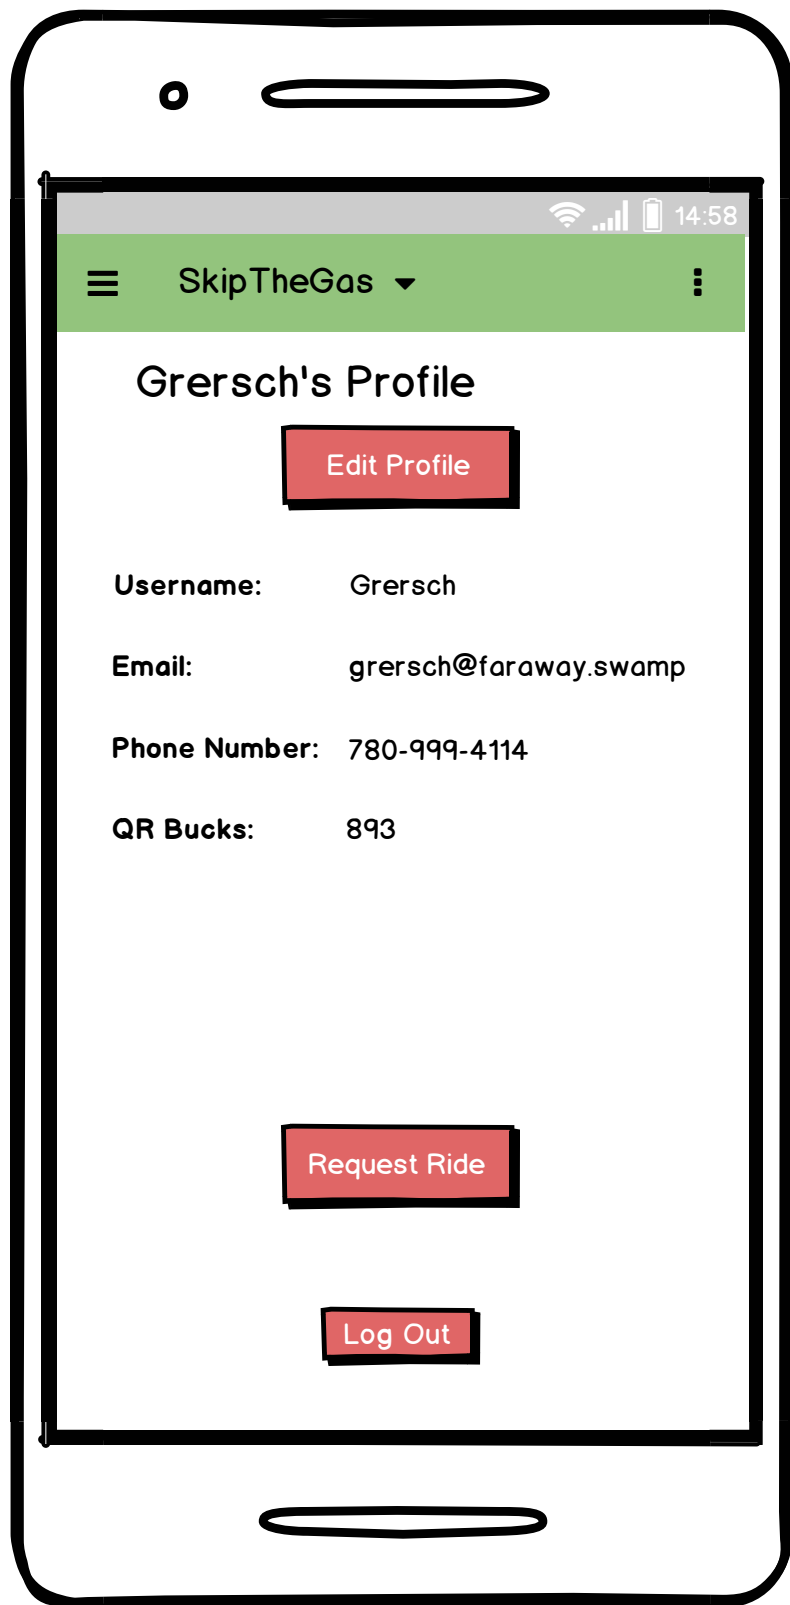 14:58
SkipTheGas
Grersch's Profile
Edit Profile
Username: Grersch
Email: grersch@faraway.swamp
Phone Number: 780-999-4114
QR Bucks: 893
Request Ride
Log Out